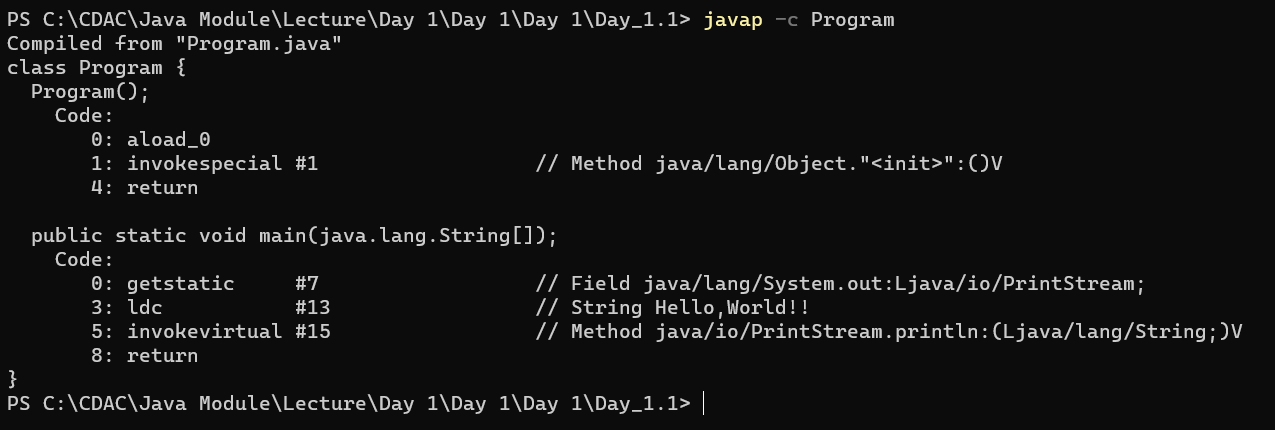 PS C:\CDAC\Java Module\Lecture\Day 1\Day 1\Day 1\Day_1.1> javap -c Program
Compiled from "Program.java"
class Program {
  Program();
    Code:
       0: aload_0
       1: invokespecial #1                  // Method java/lang/Object."<init>":()V
       4: return

  public static void main(java.lang.String[]);
    Code:
       0: getstatic     #7                  // Field java/lang/System.out:Ljava/io/PrintStream;
       3: ldc           #13                 // String Hello,World!!
       5: invokevirtual #15                 // Method java/io/PrintStream.println:(Ljava/lang/String;)V
       8: return
}
PS C:\CDAC\Java Module\Lecture\Day 1\Day 1\Day 1\Day_1.1>